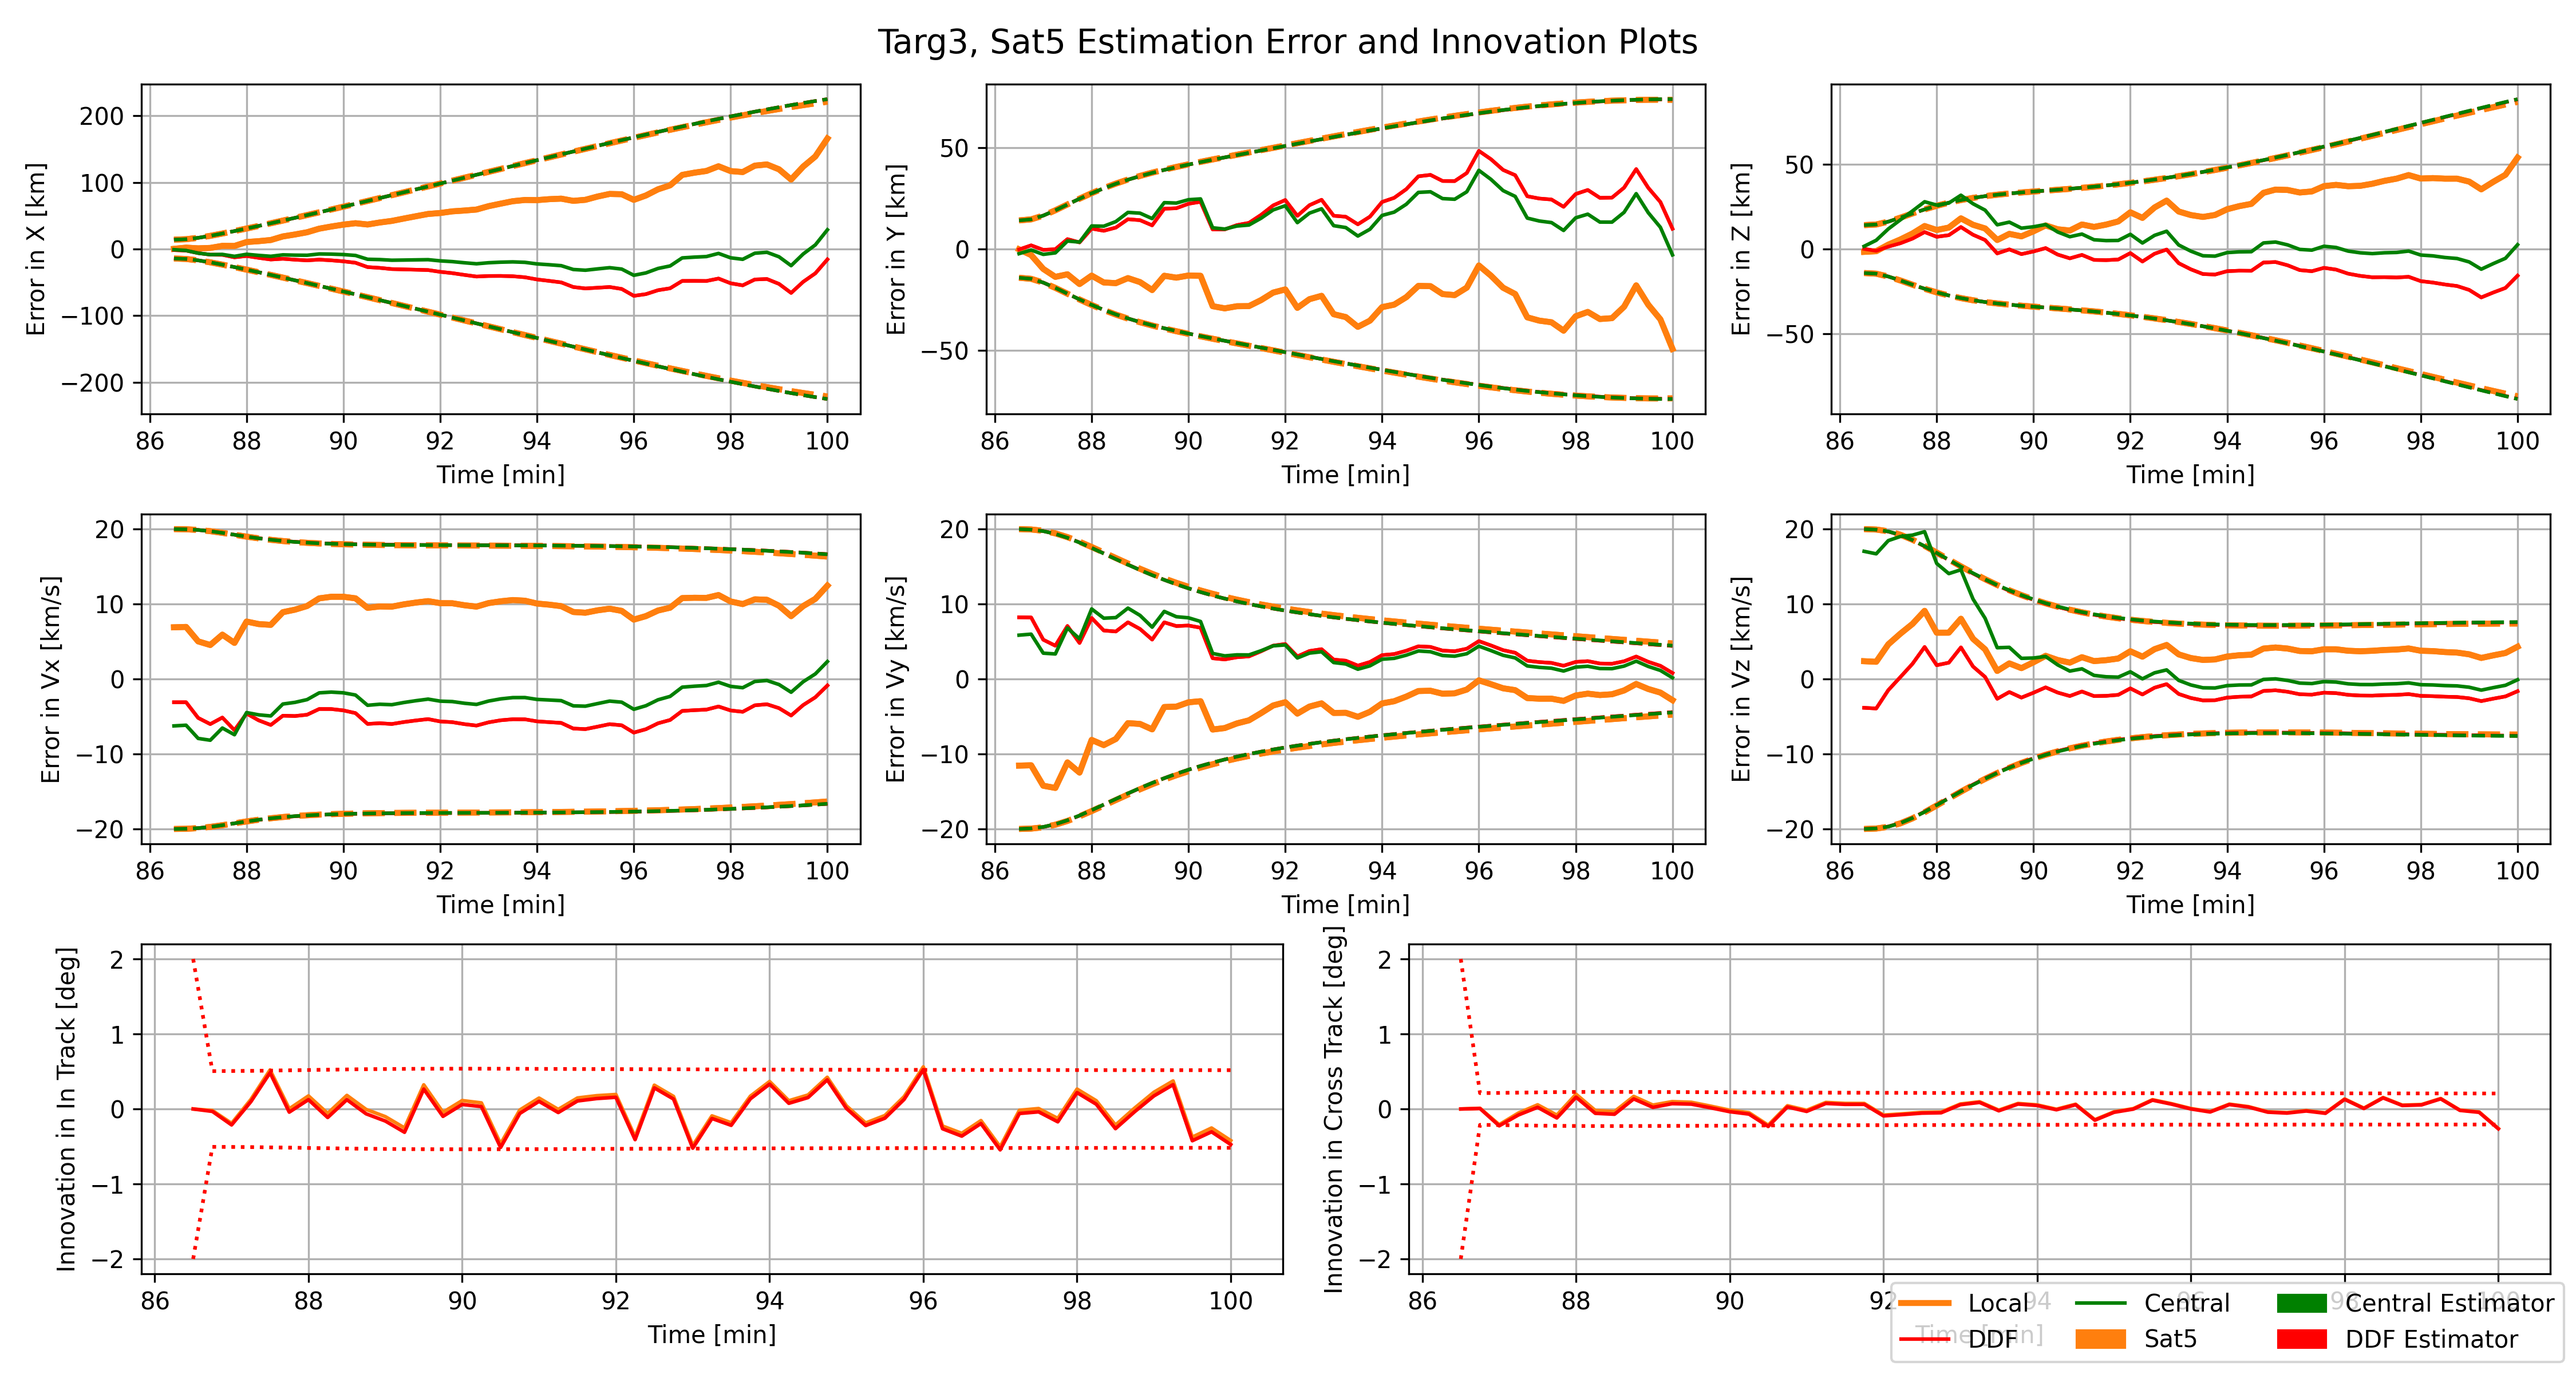 Targ3, Sat5 Estimation Error and Innovation Plots
Error in X [km]
200
100
0
−100
−200
86 88 90 92 94 96 98 100
Time [min]
Error in Y [km]
50
0
−50
86 88 90 92 94 96 98 100
Time [min]
Error in Z [km]
50
0
−50
86 88 90 92 94 96 98 100
Time [min]
Error in Vx [km/s]
20
10
0
−10
−20
86 88 90 92 94 96 98 100
Time [min]
Error in Vy [km/s]
20
10
0
−10
−20
86 88 90 92 94 96 98 100
Time [min]
Error in Vz [km/s]
20
10
0
−10
−20
86 88 90 92 94 96 98 100
Time [min]
Innovation in In Track [deg]
2
1
0
−1
−2
86 88 90 92 94 96 98 100
Time [min]
Innovation in Cross Track [deg]
2
1
0
−1
−2
86 88 90 92 94 96 98 100
Time [min]
Local Central Central Estimator
DDF Sat5 DDF Estimator